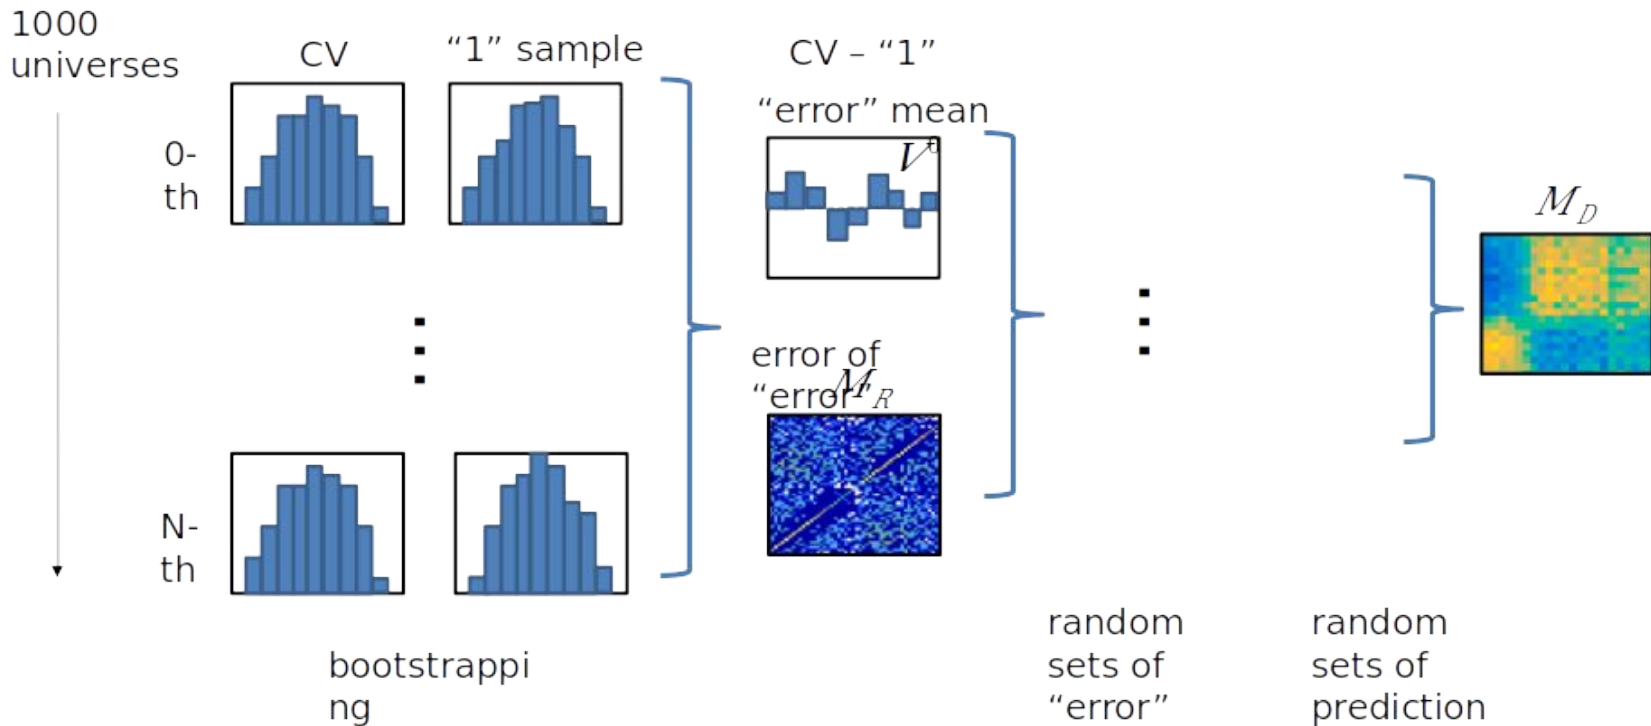 1000
universes
CV
“1” sample
CV – “1”
“error” mean
0-
th
M_D
error of
“error”
M_R
N-
th
bootstrappi
ng
random
sets of
“error”
random
sets of
prediction